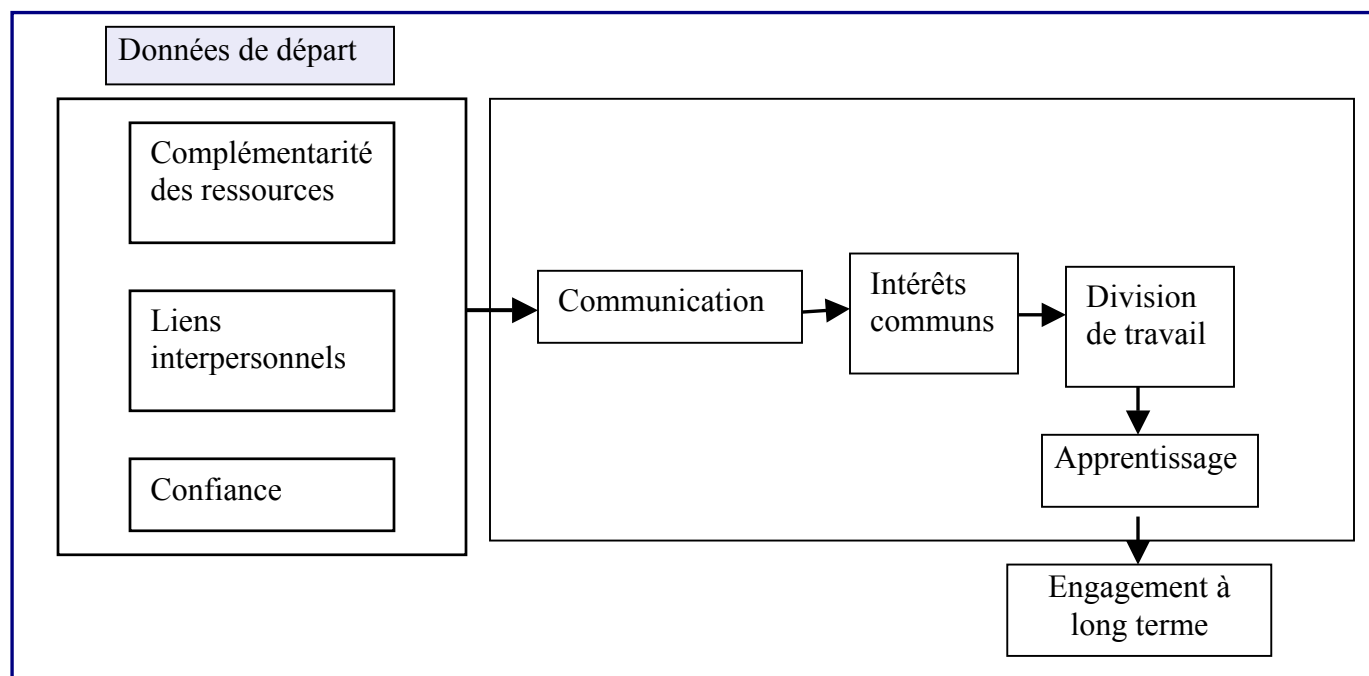 Données de départ
Complémentarité
des ressources
Liens
interpersonnels
Confiance
Communication
Intérêts
communs
Division
de travail
Apprentissage
Engagement à
long terme